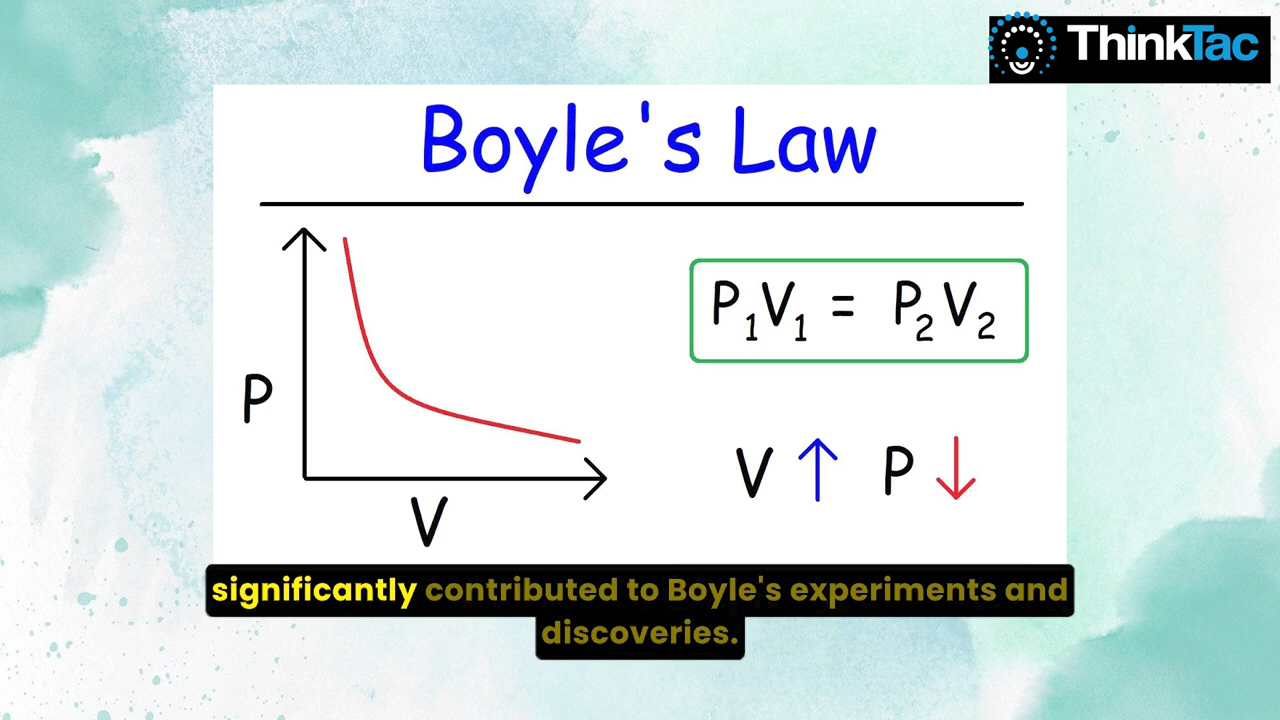 ThinkTac
Boyle's Law
P
V
P₁V₁ = P₂V₂
V ↑ P ↓
significantly contributed to Boyle's experiments and
discoveries.